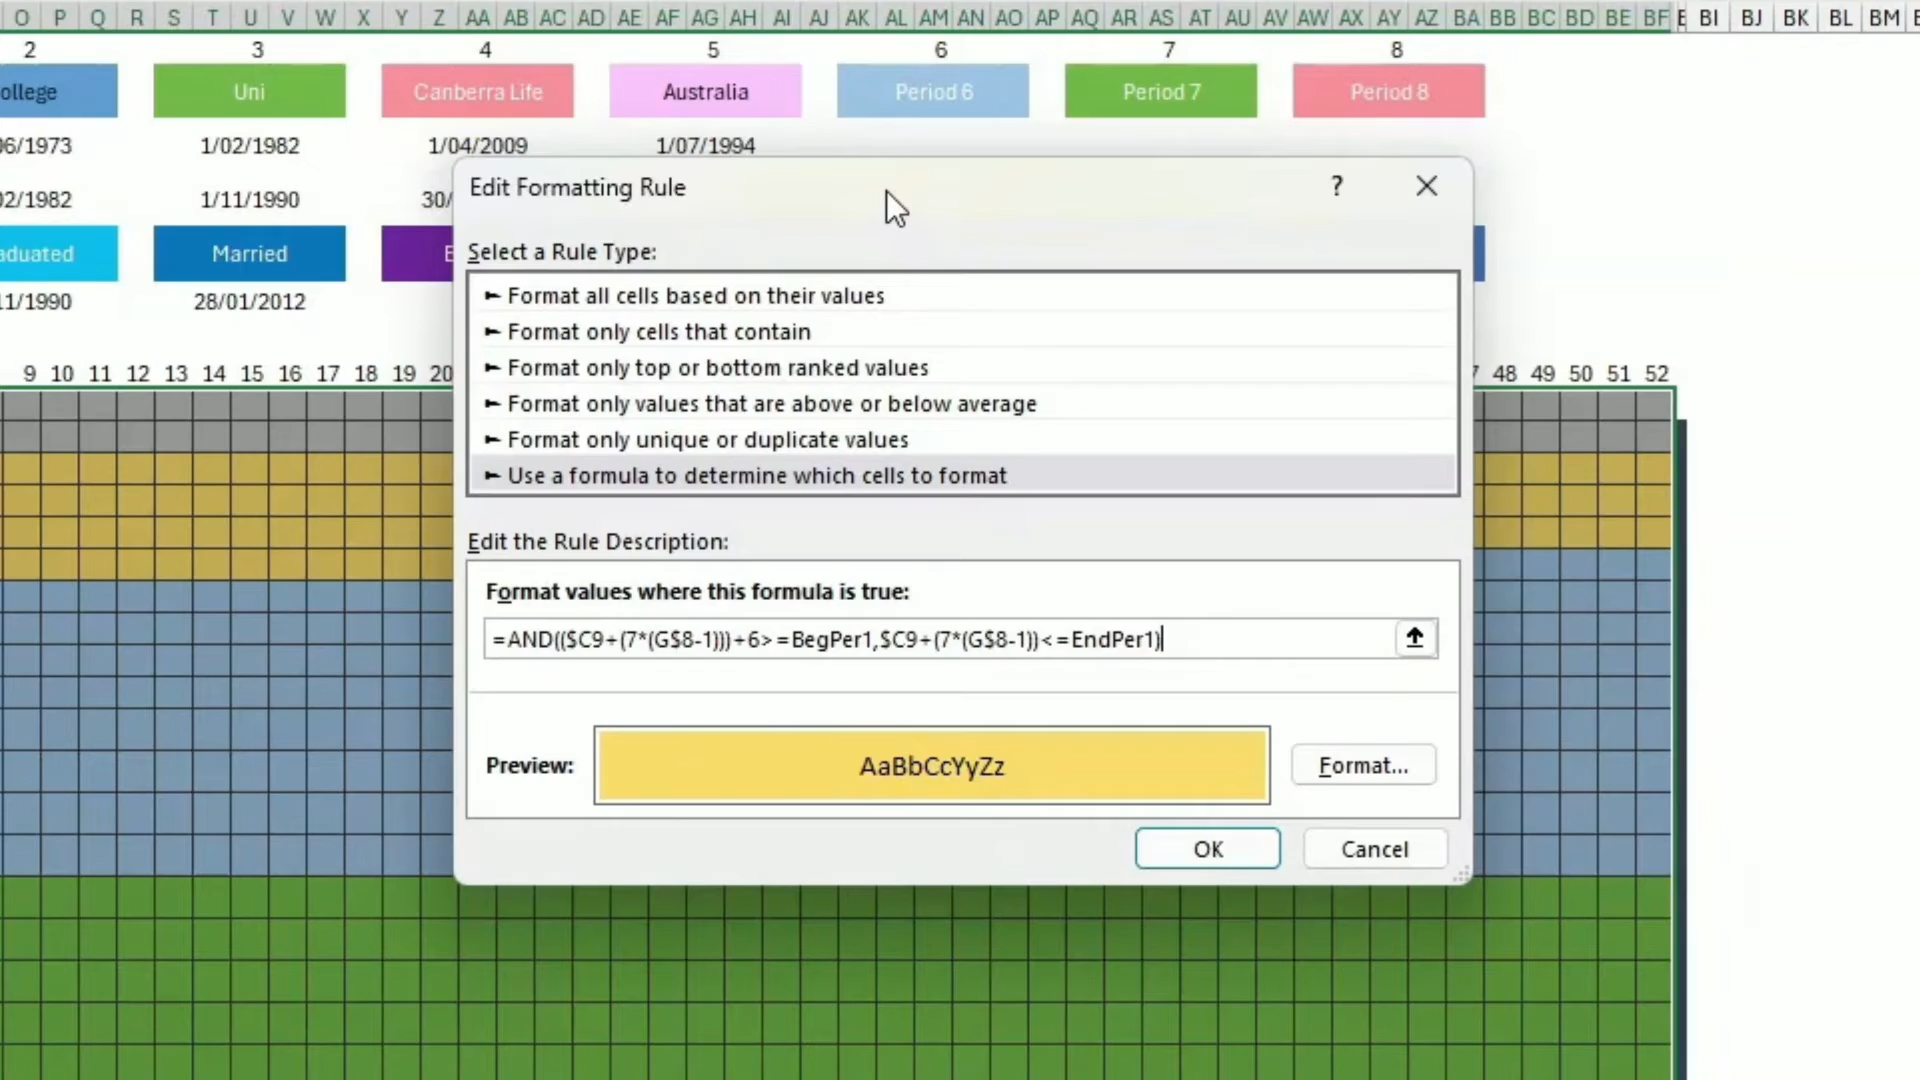 O P Q R S T U V W X Y Z AA AB AC AD AE AF AG AH AI AJ AK AL AM AN AO AP AQ AR AS AT AU AV AW AX AY AZ BA BB BC BD BE BF BI BJ BK BL BM
2 3 4 5 6 7 8
ollege Uni Canberra Life Australia Period 6 Period 7 Period 8
06/1973 1/02/1982 1/04/2009 1/07/1994
02/1982 1/11/1990 30/
aduated Married
11/1990 28/01/2012
9 10 11 12 13 14 15 16 17 18 19 20 48 49 50 51 52
Edit Formatting Rule ?
Select a Rule Type:
► Format all cells based on their values
► Format only cells that contain
► Format only top or bottom ranked values
► Format only values that are above or below average
► Format only unique or duplicate values
► Use a formula to determine which cells to format
Edit the Rule Description:
Format values where this formula is true:
=AND(($C9+(7*(G$8-1)))+6>=BegPer1,$C9+(7*(G$8-1))<=EndPer1)
Preview: AaBbCcYyZz Format...
OK Cancel